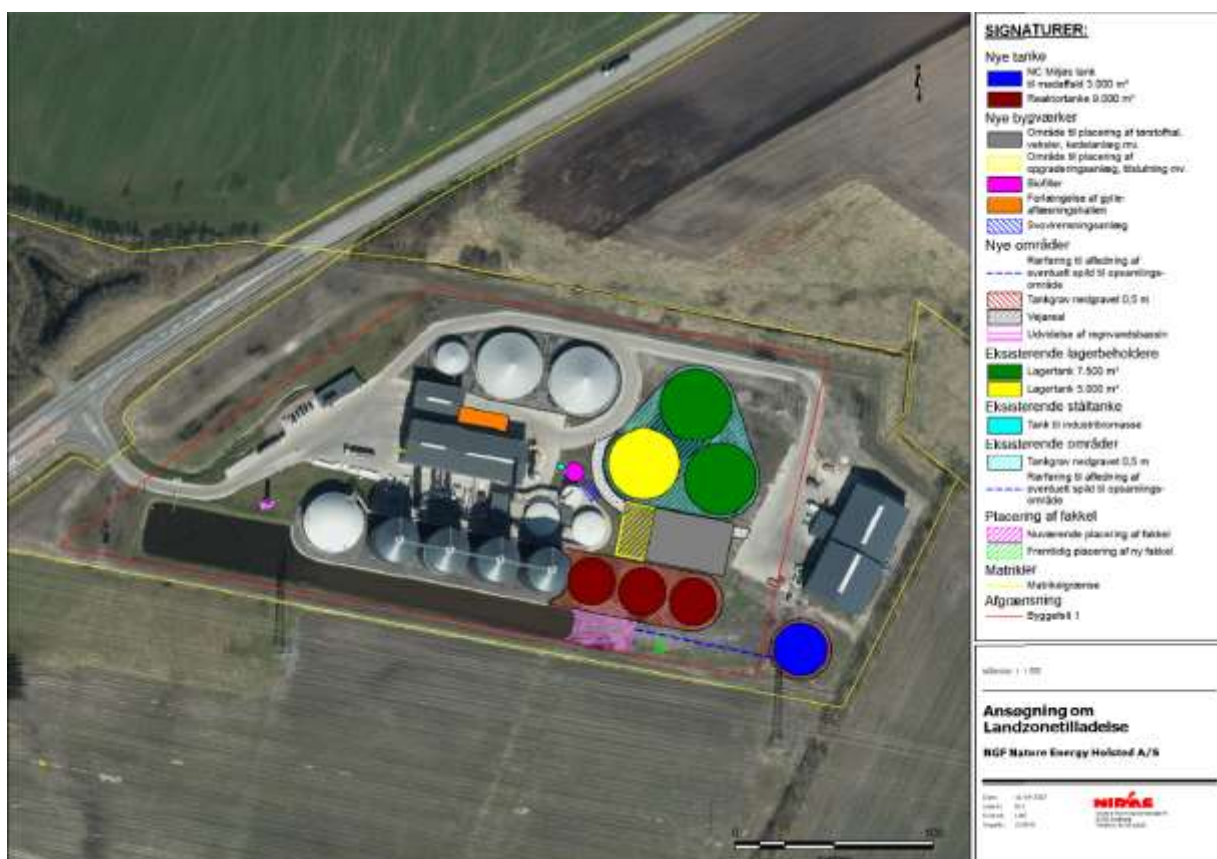 SIGNATURER:
Nye tanke
NC Miljøs tank
til madaffald 3.000 m³
Reaktortanke 9.000 m³
Nye bygværker
Område til placering af tørstofhal,
veksler, kedelanlæg mv.
Område til placering af
opgraderingsanlæg, tilslutning mv.
Biofilter
Forlængelse af gylle-
aflæsningshallen
Svovlrensningsanlæg
Nye områder
Rørføring til afledning af
eventuelt spild til opsamlings-
område
Tankgrav nedgravet 0,5 m
Vejareal
Udvidelse af regnvandsbassin
Eksisterende lagerbeholdere
Lagertank 7.500 m³
Lagertank 5.000 m³
Eksisterende ståltanke
Tank til industribiomasse
Eksisterende områder
Tankgrav nedgravet 0,5 m
Rørføring til afledning af
eventuelt spild til opsamlings-
område
Placering af fakkel
Nuværende placering af fakkel
Fremtidig placering af ny fakkel
Matrikler
Matrikelgrænse
Afgrænsning
Byggefelt 1
Ansøgning om
Landzonetilladelse
NGF Nature Energy Holsted A/S
NIRAS
0